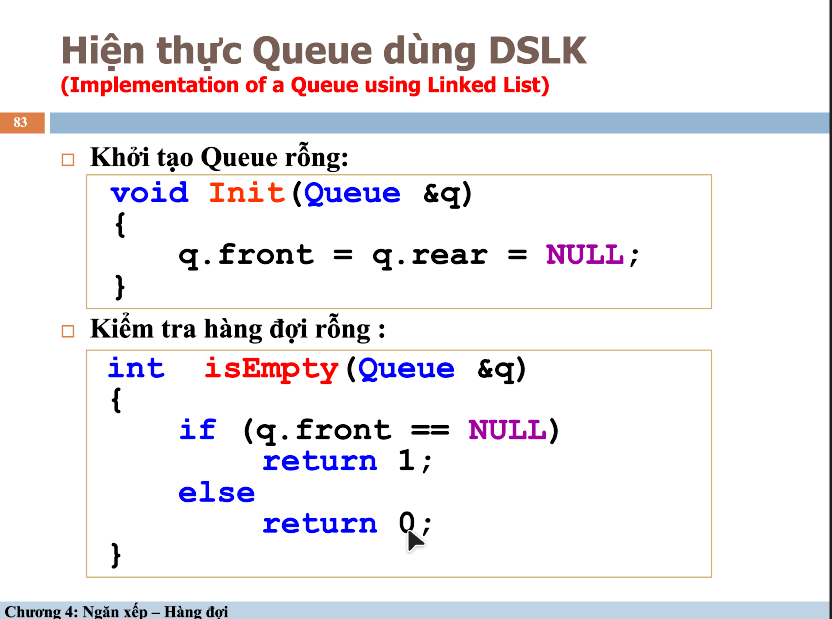 Hiện thực Queue dùng DSLK
(Implementation of a Queue using Linked List)
83
Khởi tạo Queue rỗng:
void Init(Queue &q)
{
q.front = q.rear = NULL;
}
Kiểm tra hàng đợi rỗng :
int isEmpty(Queue &q)
{
if (q.front == NULL)
return 1;
else
return 0;
}
Chương 4: Ngăn xếp – Hàng đợi